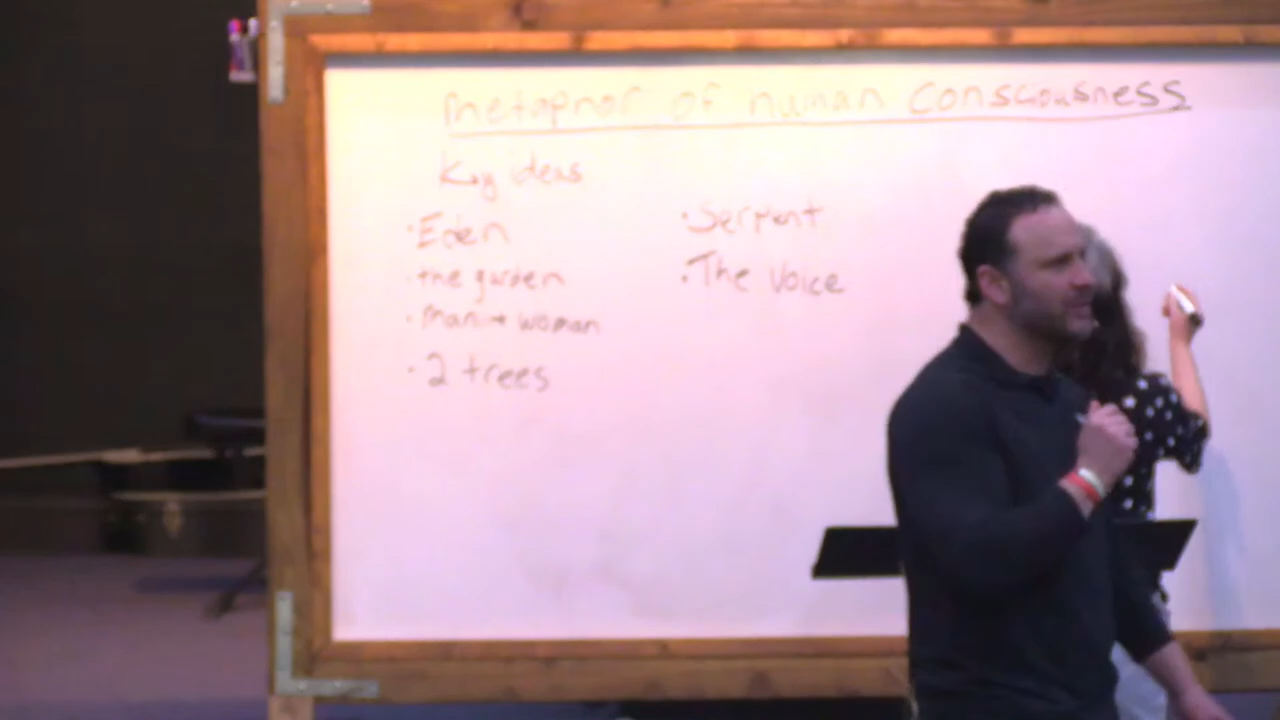 metaphor of human consciousness
Key ideas
·Eden
·the garden
·man + woman
·2 trees
·Serpent
·The Voice